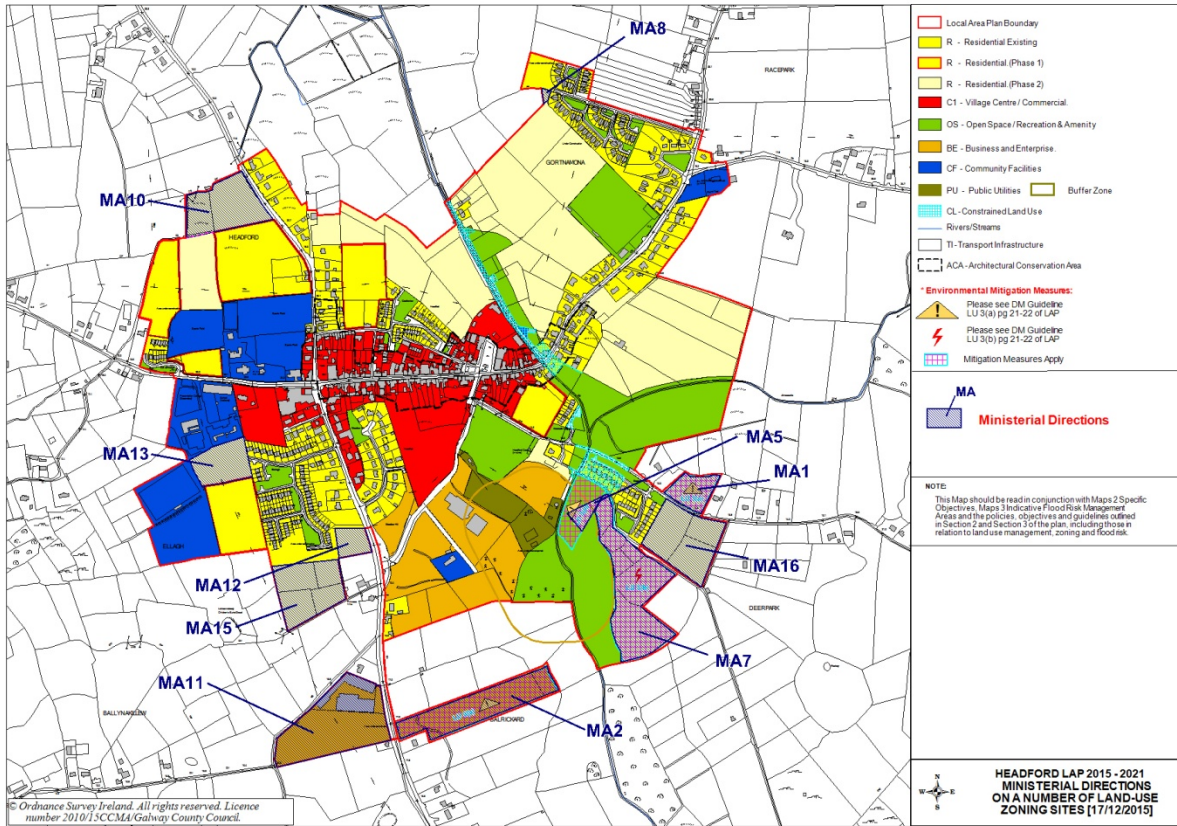 MA8
RACEPARK
GORTNAMONA
MA10
HEADFORD
MA5
MA13
MA1
ELLAGH
MA12
MA16
DEERPARK
MA15
MA7
MA11
MA2
BALRICKARD
© Ordnance Survey Ireland. All rights reserved. Licence
number 2010/15CCMA/Galway County Council.
Local Area Plan Boundary
R - Residential Existing
R - Residential.(Phase 1)
R - Residential.(Phase 2)
C1 - Village Centre / Commercial.
OS - Open Space / Recreation & Amenity
BE - Business and Enterprise.
CF - Community Facilities
PU - Public Utilities
Buffer Zone
CL - Constrained Land Use
Rivers/Streams
TI - Transport Infrastructure
ACA - Architectural Conservation Area
* Environmental Mitigation Measures:
Please see DM Guideline
LU 3(a) pg 21-22 of LAP
Please see DM Guideline
LU 3(b) pg 21-22 of LAP
Mitigation Measures Apply
MA
Ministerial Directions
NOTE:
This Map should be read in conjunction with Maps 2 Specific
Objectives, Maps 3 Indicative Flood Risk Management
Areas and the policies, objectives and guidelines outlined
in Section 2 and Section 3 of the plan, including those in
relation to land use management, zoning and flood risk.
N
W E
S
HEADFORD LAP 2015 - 2021
MINISTERIAL DIRECTIONS
ON A NUMBER OF LAND-USE
ZONING SITES [17/12/2015]